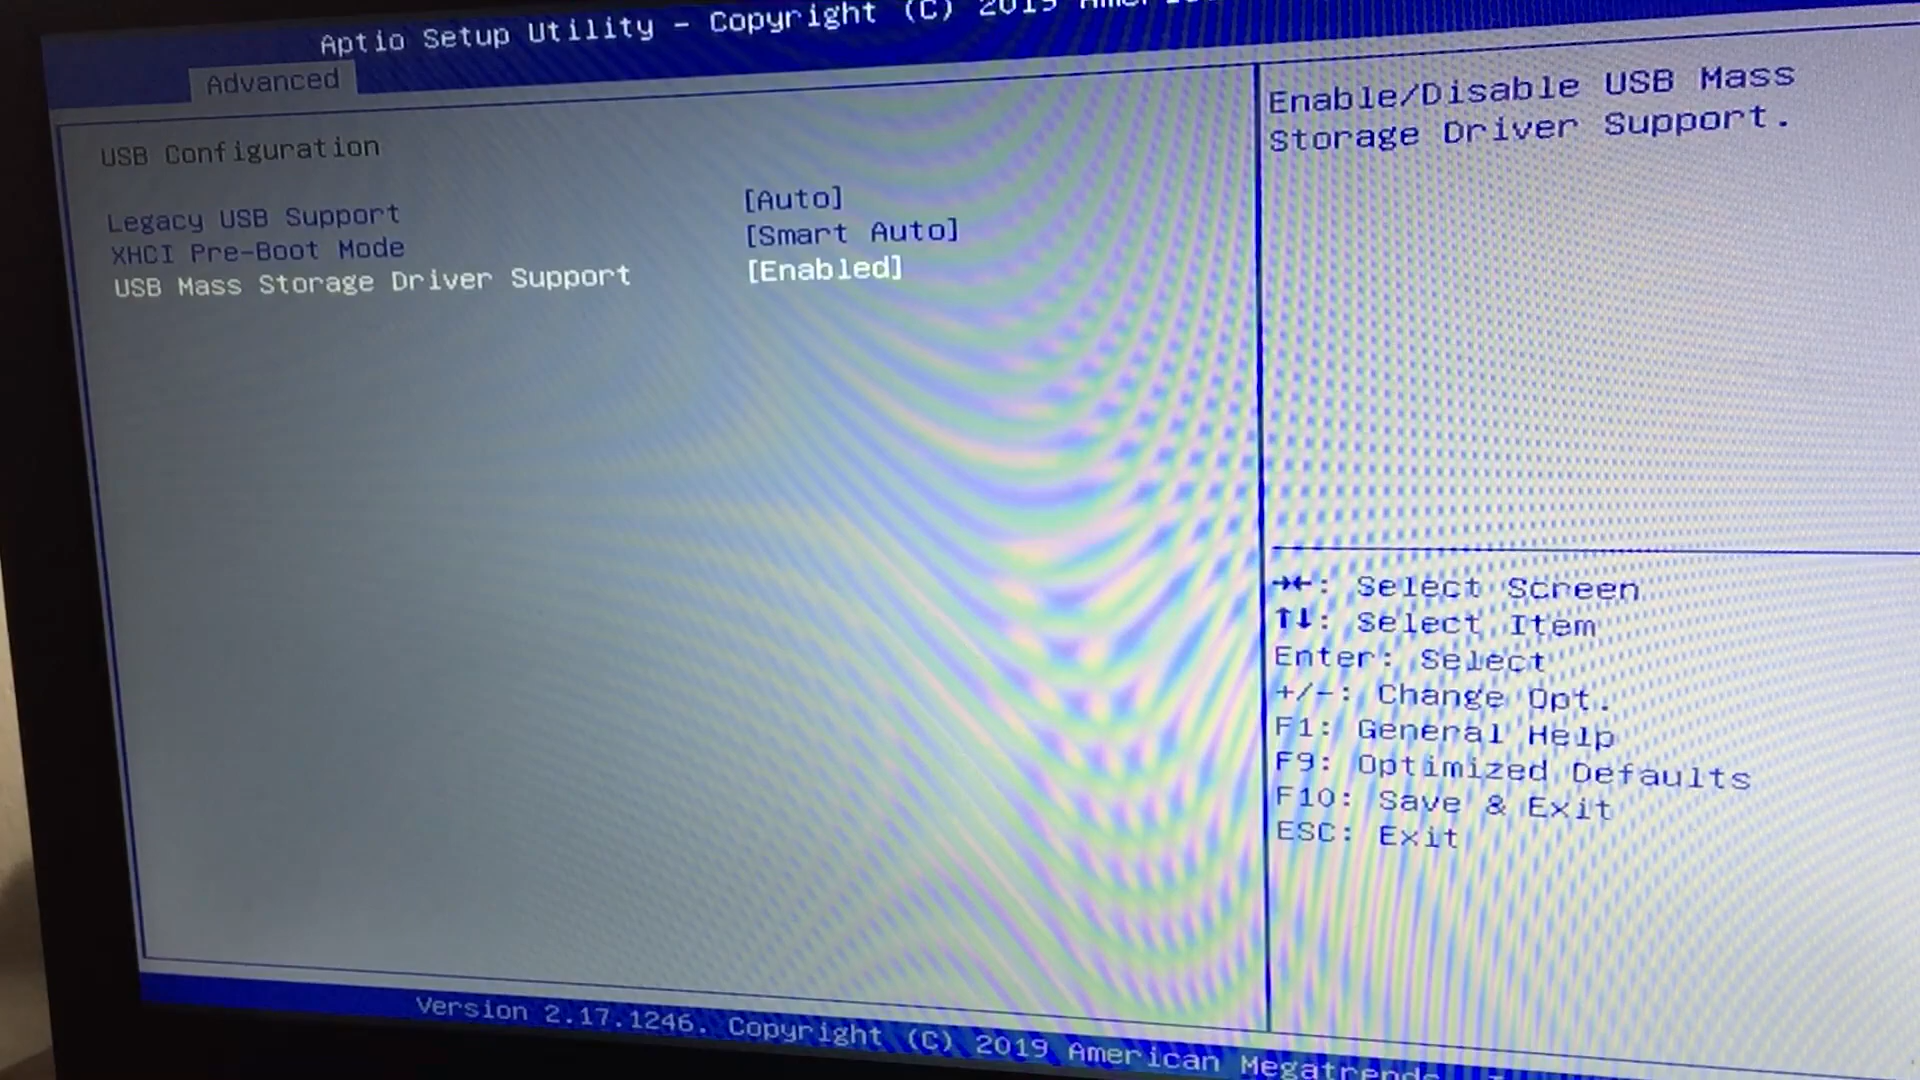 Aptio Setup Utility - Copyright (C) 2019
Advanced
USB Configuration
Legacy USB Support [Auto]
XHCI Pre-Boot Mode [Smart Auto]
USB Mass Storage Driver Support [Enabled]
Enable/Disable USB Mass
Storage Driver Support.
→←: Select Screen
↑↓: Select Item
Enter: Select
+/-: Change Opt.
F1: General Help
F9: Optimized Defaults
F10: Save & Exit
ESC: Exit
Version 2.17.1246. Copyright (C) 2019 American Megatrends